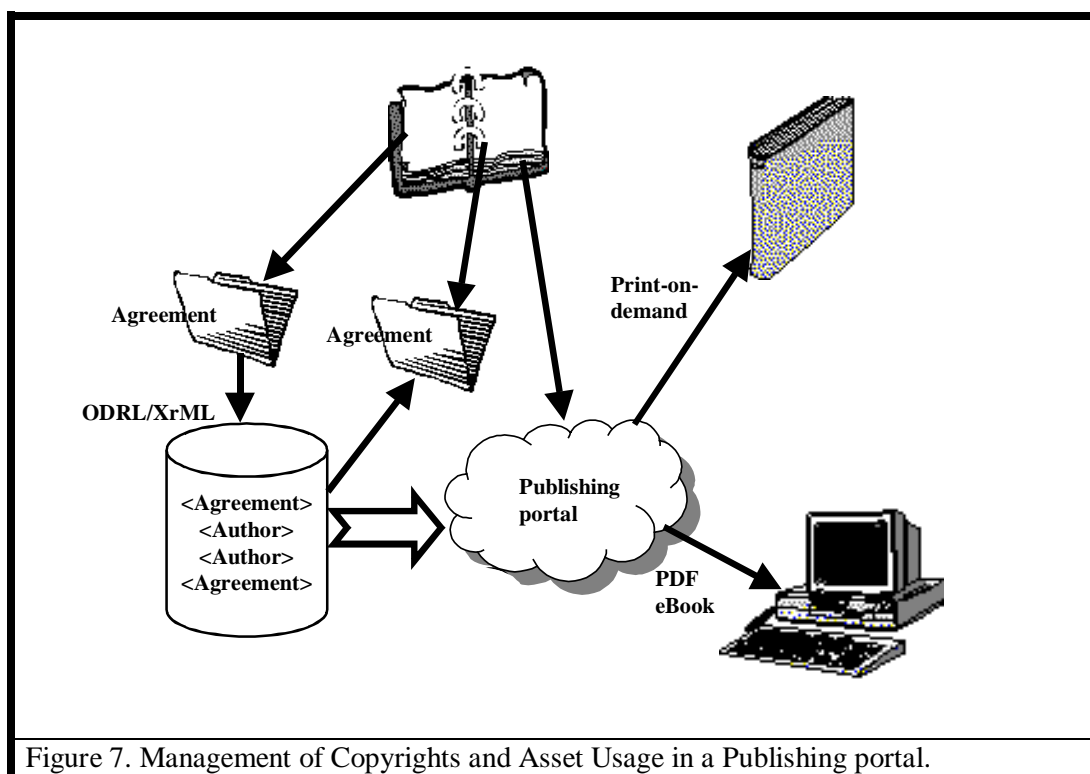 Print-on-
demand
Agreement
Agreement
ODRL/XrML
<Agreement>
<Author>
<Author>
<Agreement>
Publishing
portal
PDF
eBook
Figure 7. Management of Copyrights and Asset Usage in a Publishing portal.